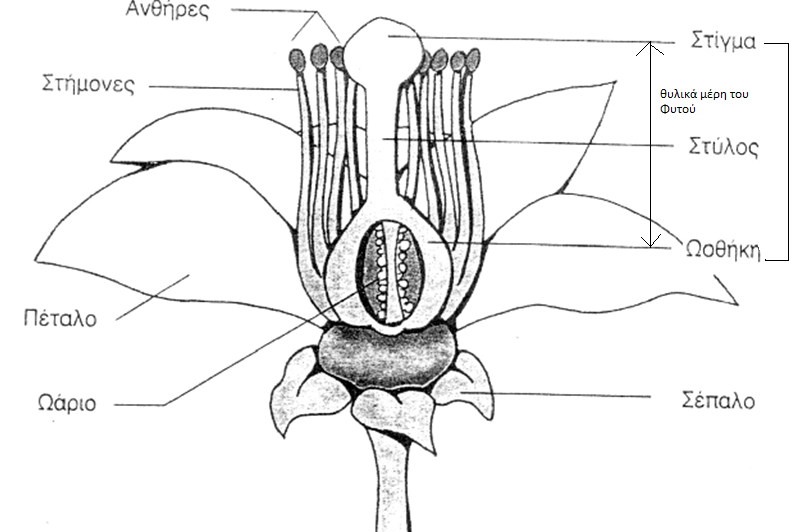 Ανθήρες
Στίγμα
Στήμονες
θυλικά μέρη του
Φυτού
Στύλος
Ωοθήκη
Πέταλο
Ωάριο
Σέπαλο